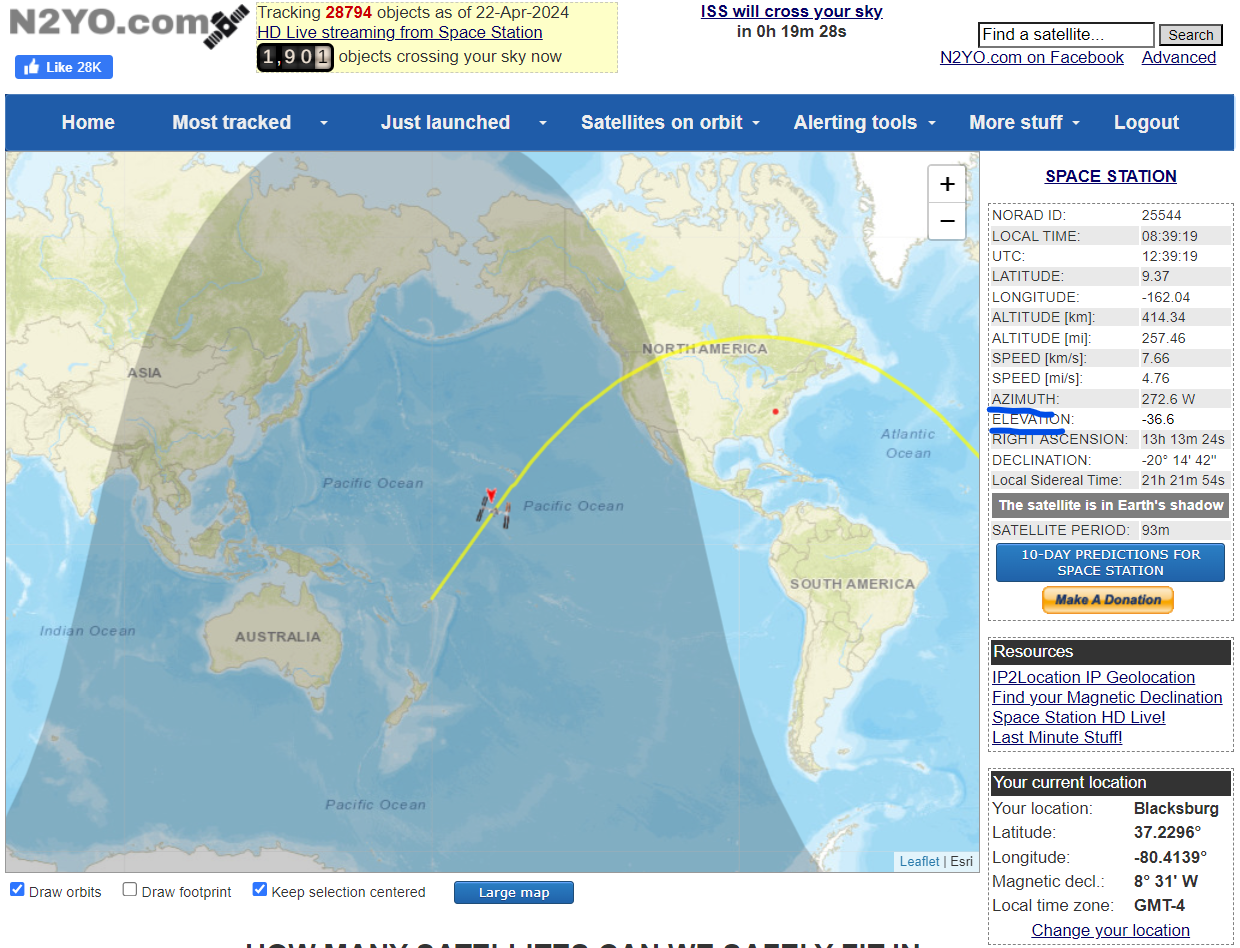 N2YO.com
Like 28K
Tracking 28794 objects as of 22-Apr-2024
HD Live streaming from Space Station
1,901 objects crossing your sky now
ISS will cross your sky
in 0h 19m 28s
Find a satellite... Search
N2YO.com on Facebook Advanced
Home Most tracked Just launched Satellites on orbit Alerting tools More stuff Logout
+
−
NORTH AMERICA
ASIA
Atlantic
Ocean
Pacific Ocean
Pacific Ocean
SOUTH AMERICA
Indian Ocean
AUSTRALIA
Pacific Ocean
Leaflet | Esri
Draw orbits Draw footprint Keep selection centered Large map
SPACE STATION
NORAD ID: 25544
LOCAL TIME: 08:39:19
UTC: 12:39:19
LATITUDE: 9.37
LONGITUDE: -162.04
ALTITUDE [km]: 414.34
ALTITUDE [mi]: 257.46
SPEED [km/s]: 7.66
SPEED [mi/s]: 4.76
AZIMUTH: 272.6 W
ELEVATION: -36.6
RIGHT ASCENSION: 13h 13m 24s
DECLINATION: -20° 14' 42"
Local Sidereal Time: 21h 21m 54s
The satellite is in Earth's shadow
SATELLITE PERIOD: 93m
10-DAY PREDICTIONS FOR
SPACE STATION
Make A Donation
Resources
IP2Location IP Geolocation
Find your Magnetic Declination
Space Station HD Live!
Last Minute Stuff!
Your current location
Your location: Blacksburg
Latitude: 37.2296°
Longitude: -80.4139°
Magnetic decl.: 8° 31' W
Local time zone: GMT-4
Change your location
HOW MANY SATELLITES CAN WE SAFELY FIT IN